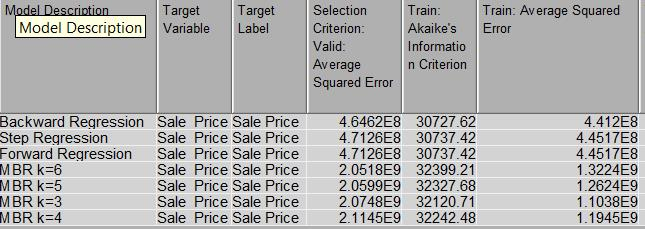 Model Description Target Variable Target Label Selection Criterion: Valid: Average Squared Error Train: Akaike's Informatio n Criterion Train: Average Squared Error
Model Description
Backward Regression Sale Price Sale Price 4.6462E8 30727.62 4.412E8
Step Regression Sale Price Sale Price 4.7126E8 30737.42 4.4517E8
Forward Regression Sale Price Sale Price 4.7126E8 30737.42 4.4517E8
MBR k=6 Sale Price Sale Price 2.0518E9 32399.21 1.3224E9
MBR k=5 Sale Price Sale Price 2.0599E9 32327.68 1.2624E9
MBR k=3 Sale Price Sale Price 2.0748E9 32120.71 1.1038E9
MBR k=4 Sale Price Sale Price 2.1145E9 32242.48 1.1945E9